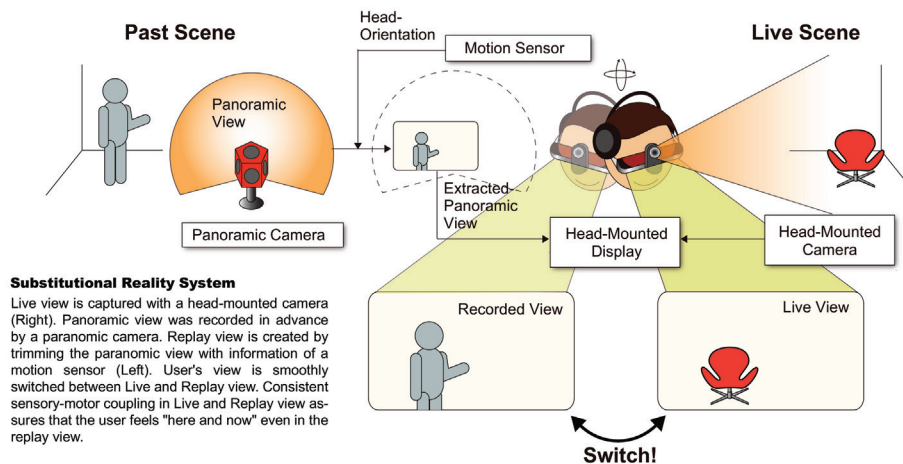 Past Scene
Head-
Orientation
Motion Sensor
Live Scene
Panoramic
View
Extracted-
Panoramic
View
Panoramic Camera
Head-Mounted
Display
Head-Mounted
Camera
Substitutional Reality System
Live view is captured with a head-mounted camera
(Right). Panoramic view was recorded in advance
by a paranomic camera. Replay view is created by
trimming the paranomic view with information of a
motion sensor (Left). User's view is smoothly
switched between Live and Replay view. Consistent
sensory-motor coupling in Live and Replay view as-
sures that the user feels "here and now" even in the
replay view.
Recorded View
Live View
Switch!